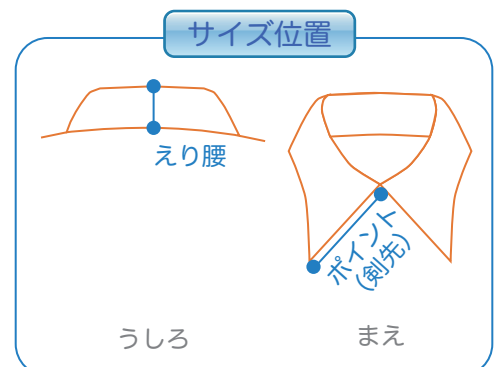 サイズ位置
えり腰
ポイント
(剣先)
うしろ
まえ